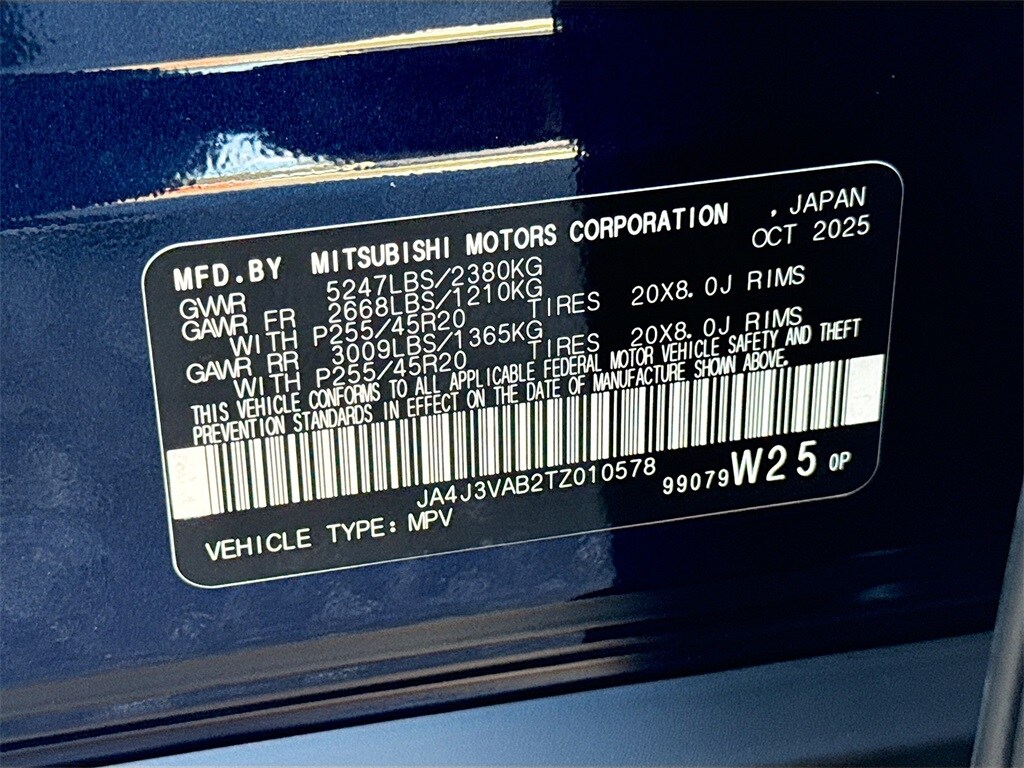 MFD.BY MITSUBISHI MOTORS CORPORATION , JAPAN
GVWR 5247LBS/2380KG OCT 2025
GAWR FR 2668LBS/1210KG
WITH P255/45R20 TIRES 20X8.0J RIMS
GAWR RR 3009LBS/1365KG
WITH P255/45R20 TIRES 20X8.0J RIMS
THIS VEHICLE CONFORMS TO ALL APPLICABLE FEDERAL MOTOR VEHICLE SAFETY AND THEFT
PREVENTION STANDARDS IN EFFECT ON THE DATE OF MANUFACTURE SHOWN ABOVE.
JA4J3VAB2TZ010578 99079W25 OP
VEHICLE TYPE: MPV